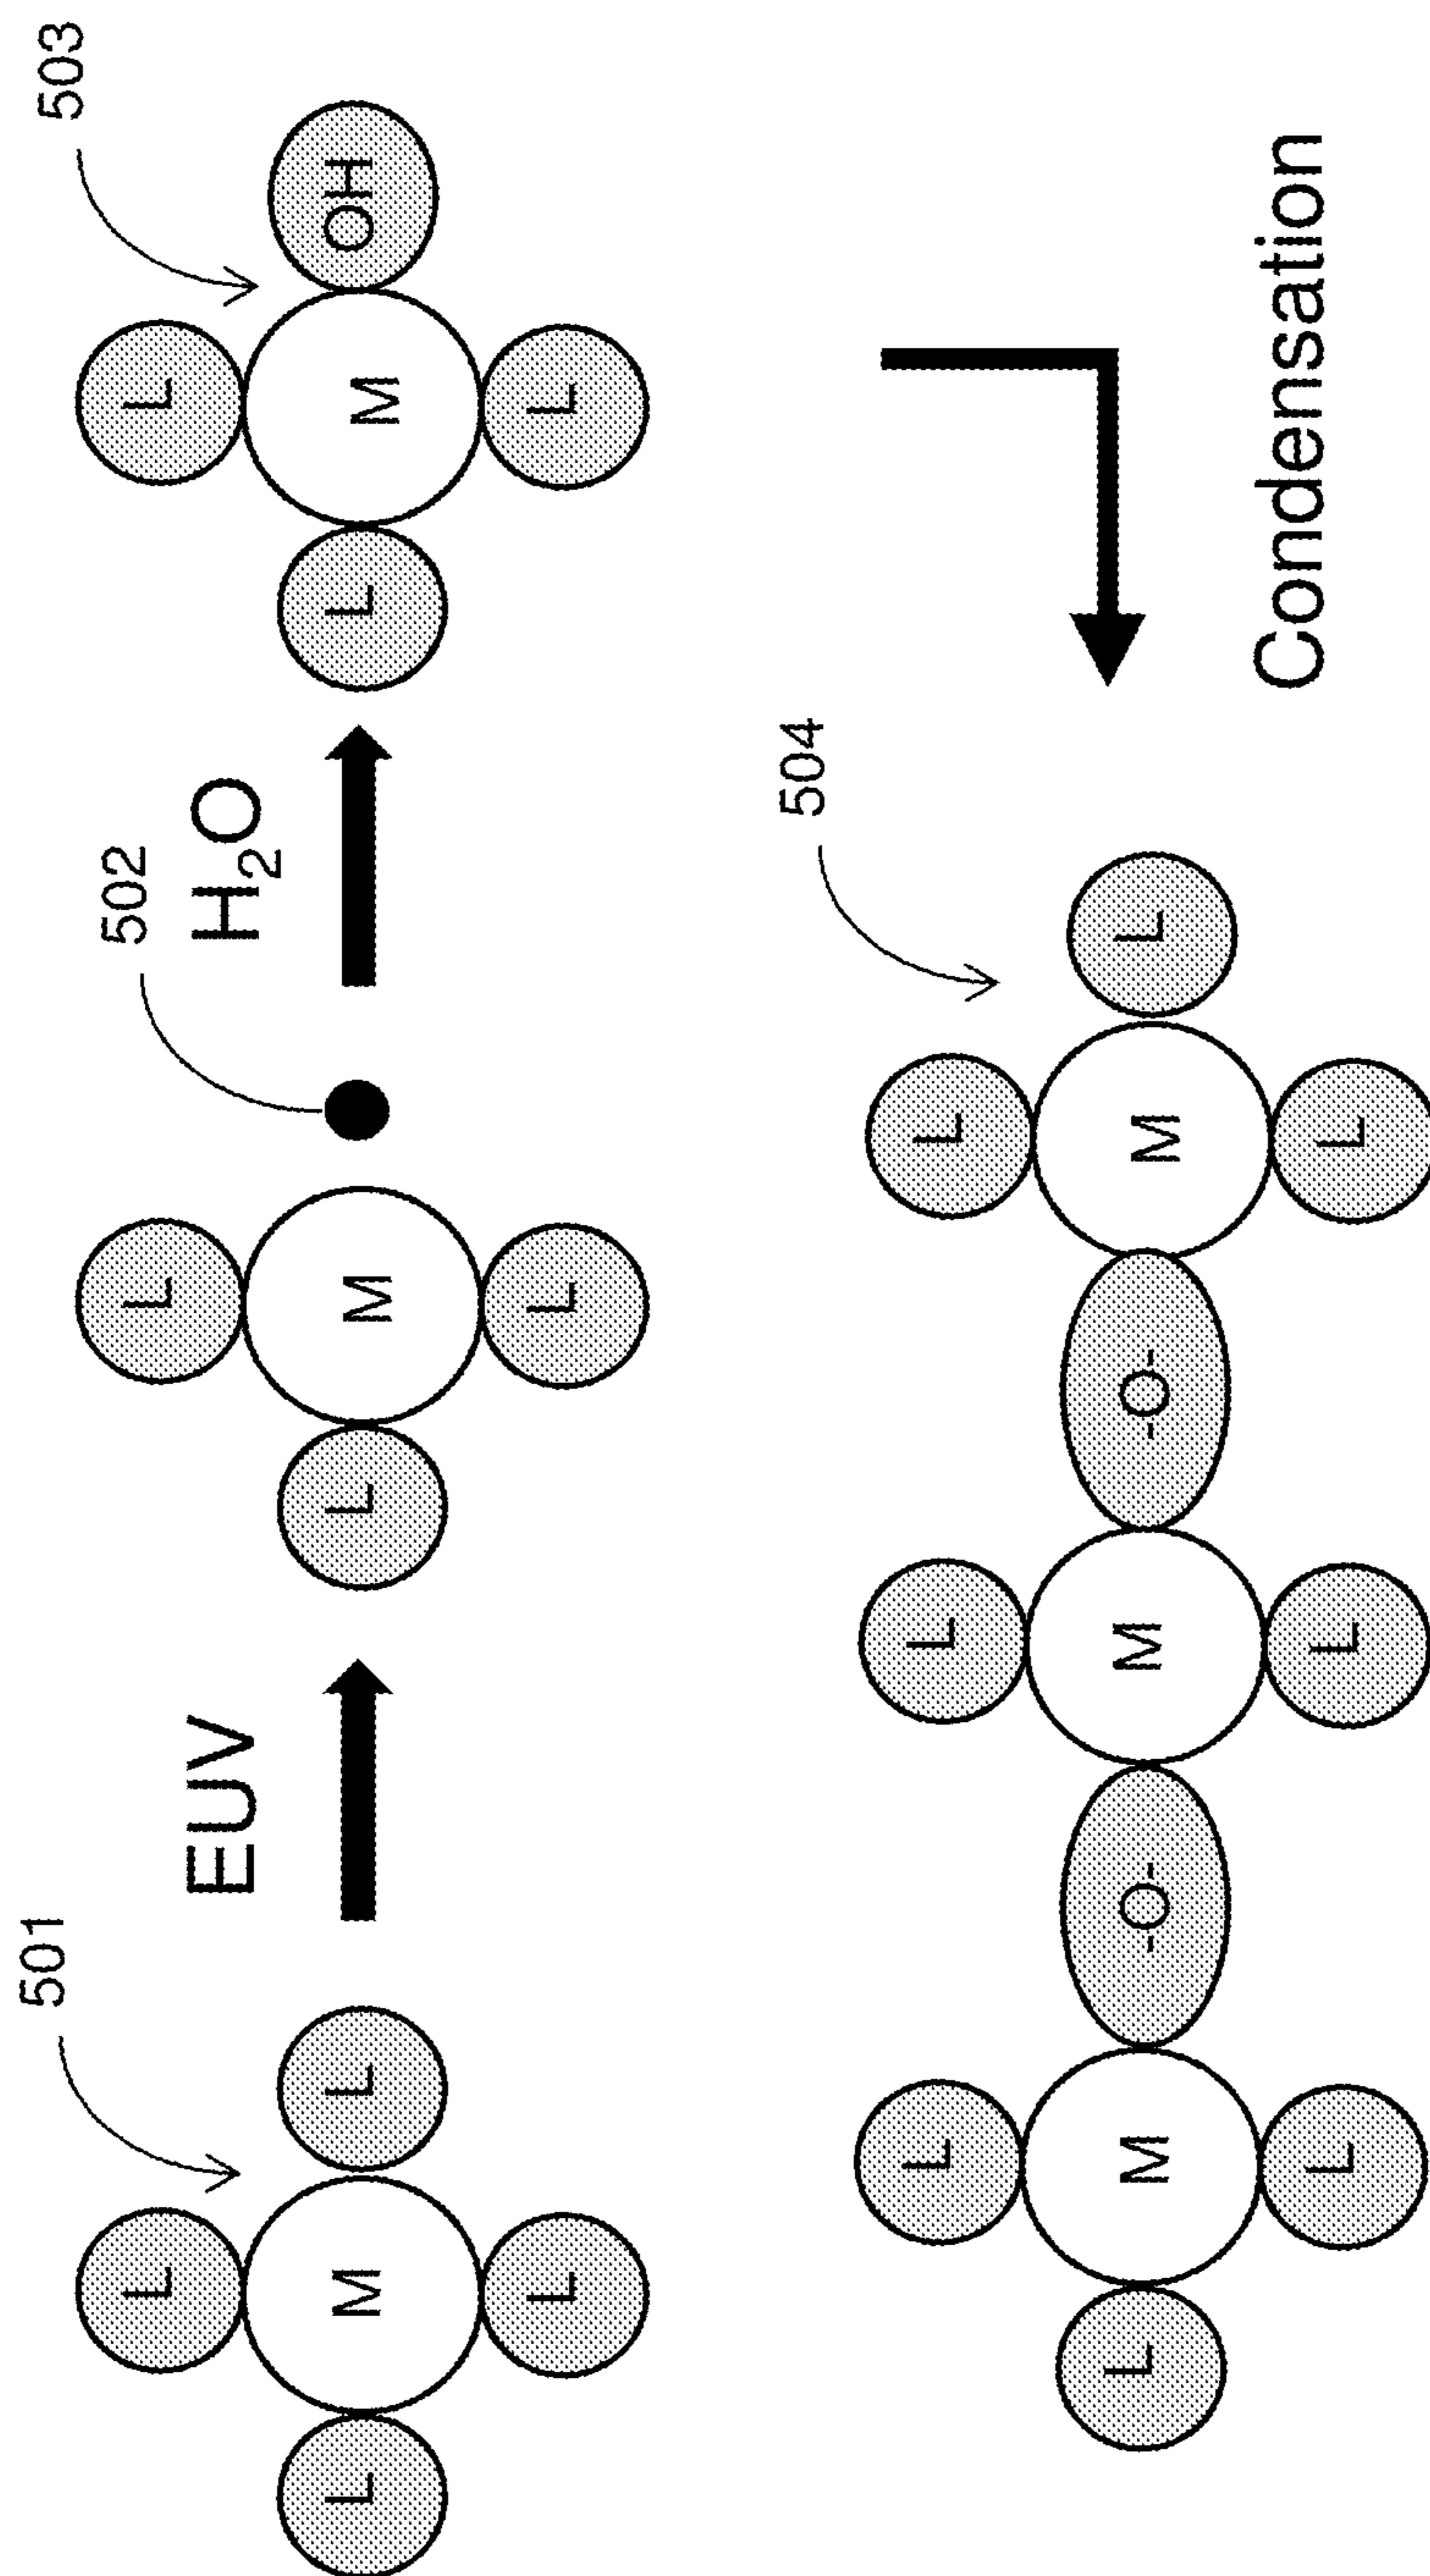 501
EUV
502
H2O
503
L
L M L
L
L
L M
L
L
L M OH
L
504
L L L
L M -O- M -O- M L
L L L
Condensation